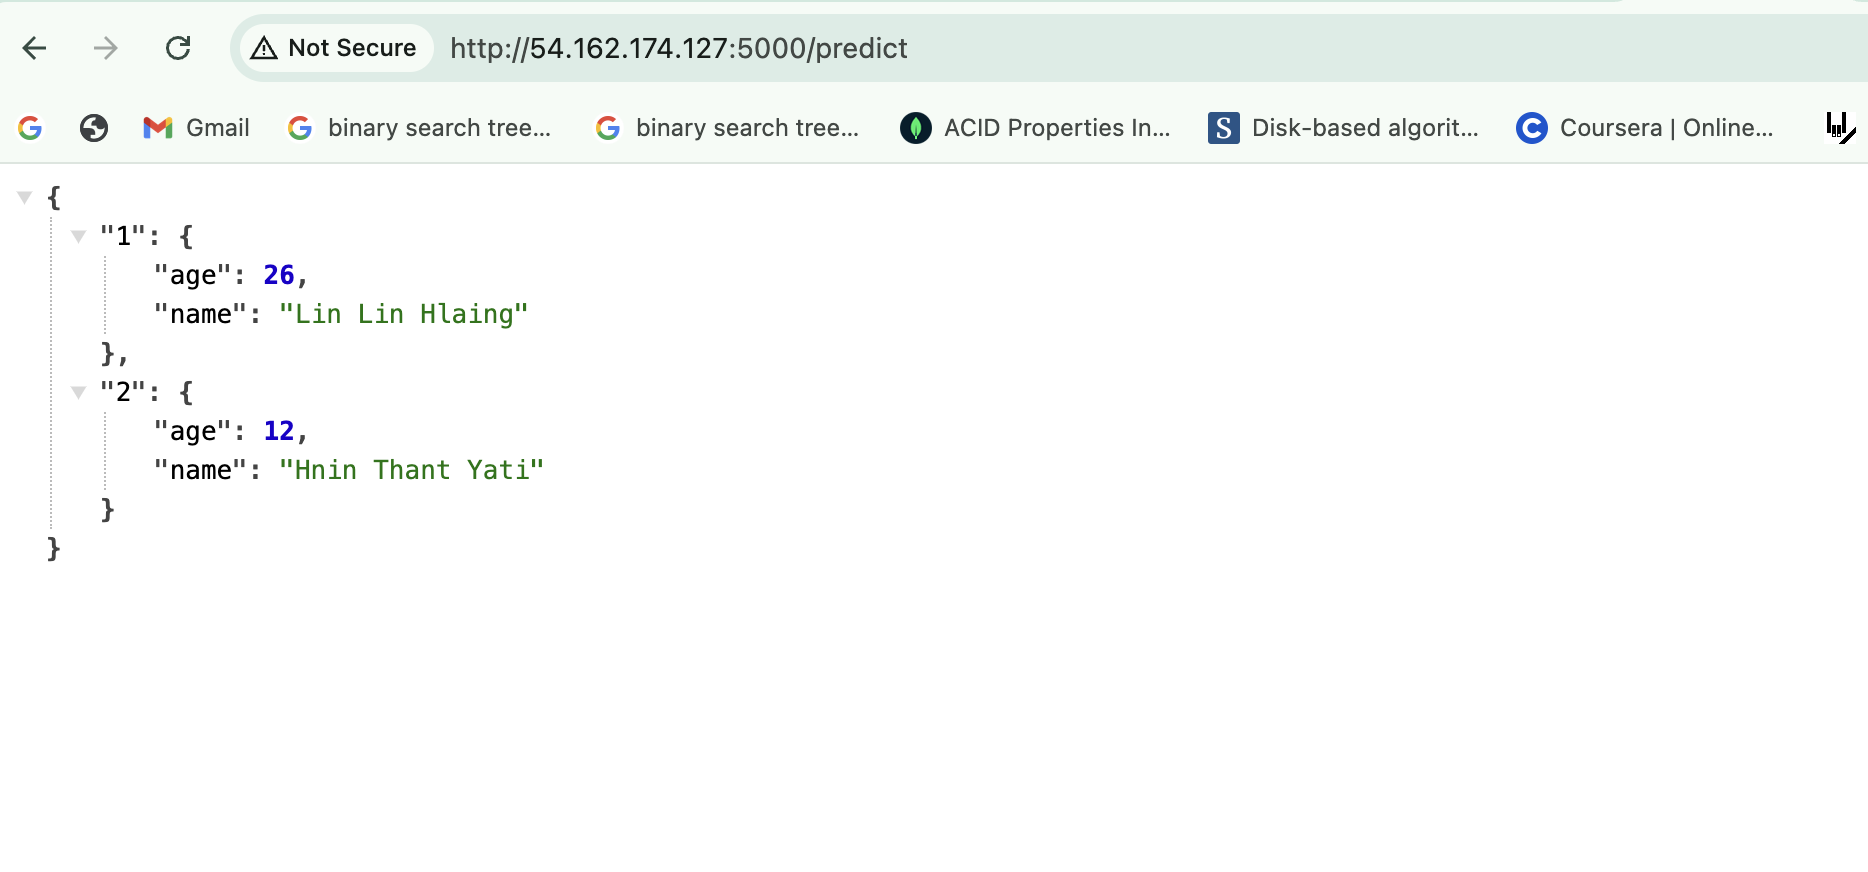 Not Secure http://54.162.174.127:5000/predict
Gmail binary search tree... binary search tree... ACID Properties In... Disk-based algorit... Coursera | Online...
{
"1": {
"age": 26,
"name": "Lin Lin Hlaing"
},
"2": {
"age": 12,
"name": "Hnin Thant Yati"
}
}